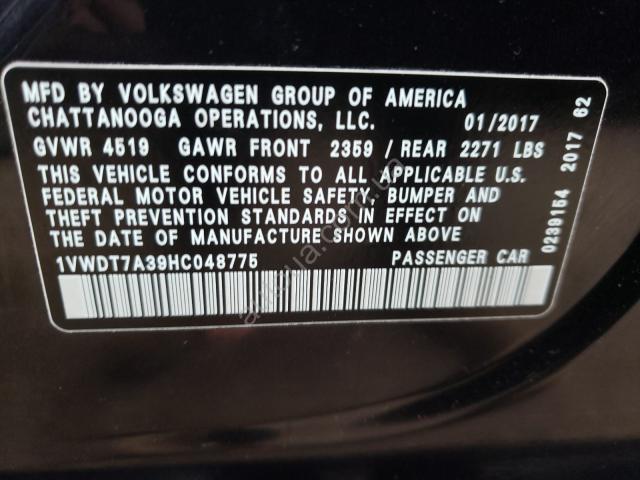 MFD BY VOLKSWAGEN GROUP OF AMERICA
CHATTANOOGA OPERATIONS, LLC. 01/2017
GVWR 4519 GAWR FRONT 2359 / REAR 2271 LBS
THIS VEHICLE CONFORMS TO ALL APPLICABLE U.S.
FEDERAL MOTOR VEHICLE SAFETY, BUMPER AND
THEFT PREVENTION STANDARDS IN EFFECT ON
THE DATE OF MANUFACTURE SHOWN ABOVE
1VWDT7A39HC048775 PASSENGER CAR
0239154 2017 62